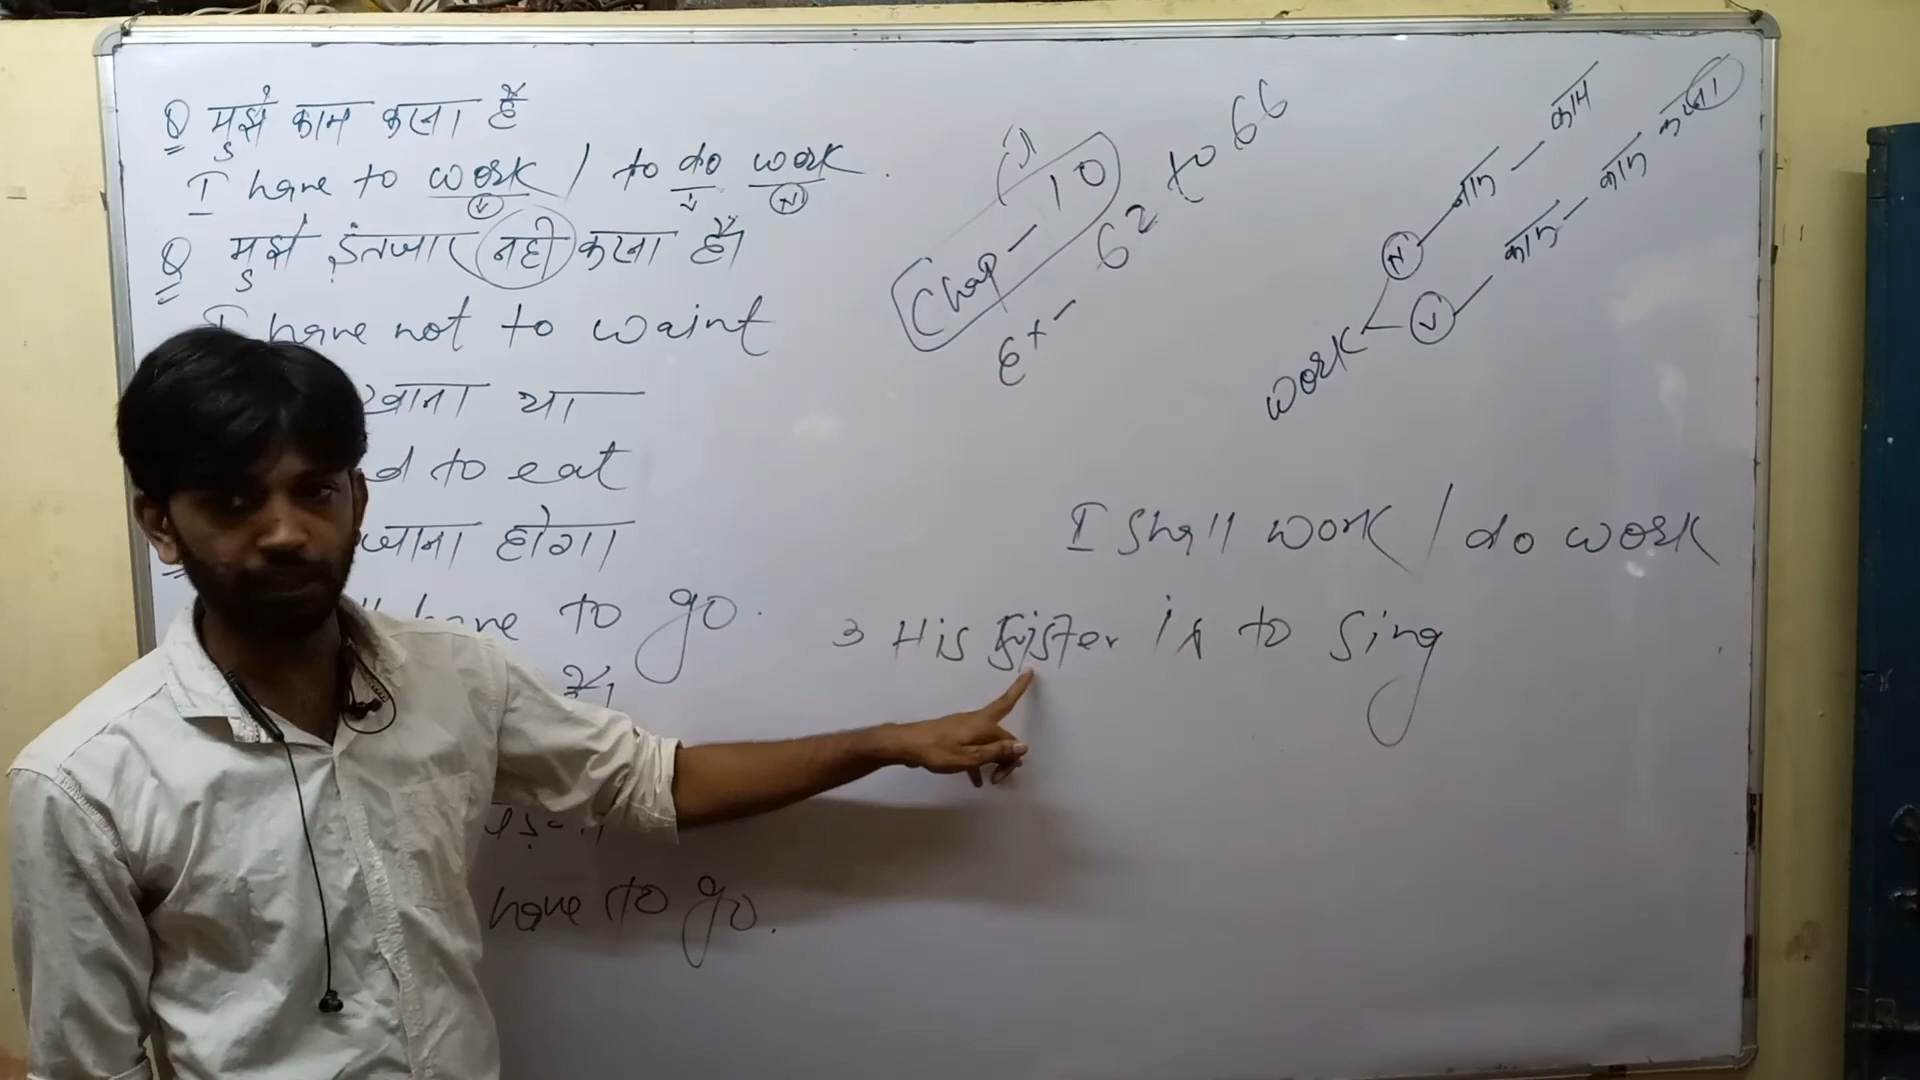 Q मुझे काम करना है
S
I have to work / to do work.
V V N
Q मुझे इंतजार नही करना है।
S
I have not to waint
खाना था
d to eat
जाना होगा
have to go.
है।
have to go.
(1)
Chap - 10
Ex - 62 to 66
work
N - नाम - काम
V - काम - काम करना
I Shall work / do work
3 His Sister is to Sing